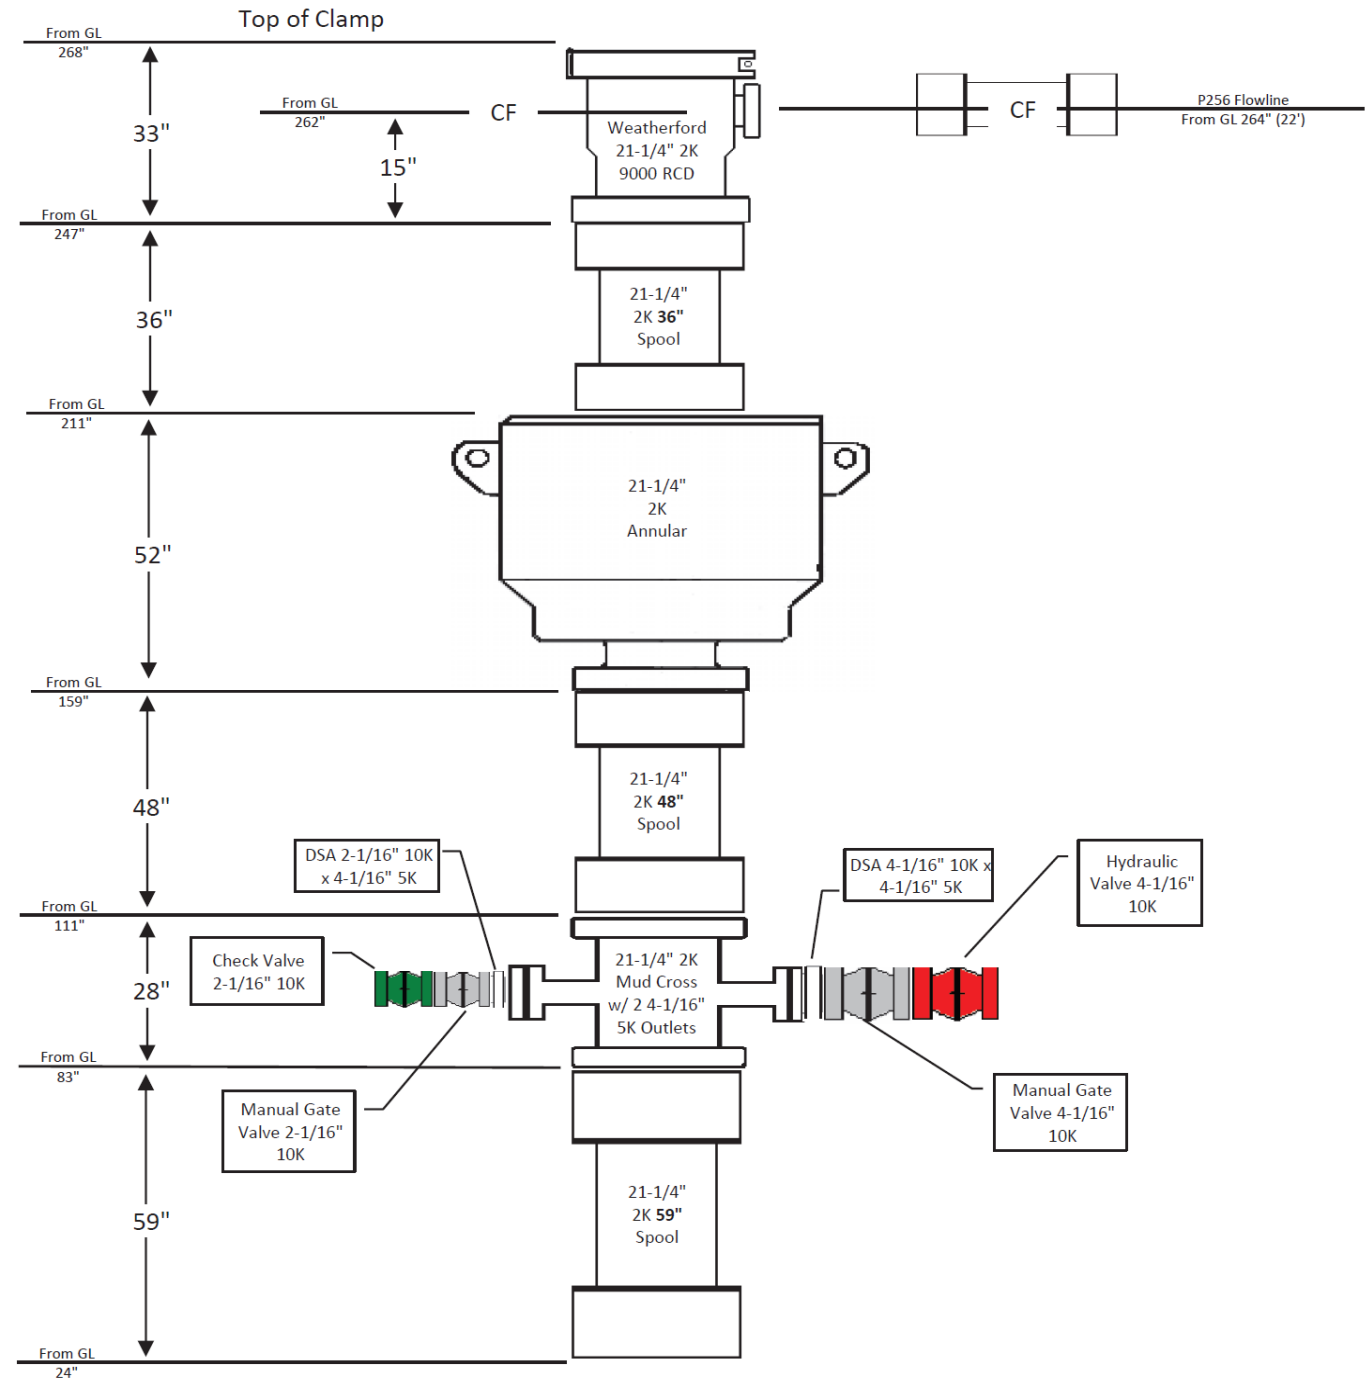 Top of Clamp
From GL
268"
33"
From GL
262"
CF
15"
Weatherford
21-1/4" 2K
9000 RCD
CF
P256 Flowline
From GL 264" (22')
From GL
247"
36"
21-1/4"
2K 36"
Spool
From GL
211"
52"
21-1/4"
2K
Annular
From GL
159"
48"
21-1/4"
2K 48"
Spool
DSA 2-1/16" 10K
x 4-1/16" 5K
DSA 4-1/16" 10K x
4-1/16" 5K
Hydraulic
Valve 4-1/16"
10K
From GL
111"
28"
Check Valve
2-1/16" 10K
21-1/4" 2K
Mud Cross
w/ 2 4-1/16"
5K Outlets
From GL
83"
59"
Manual Gate
Valve 2-1/16"
10K
Manual Gate
Valve 4-1/16"
10K
21-1/4"
2K 59"
Spool
From GL
24"